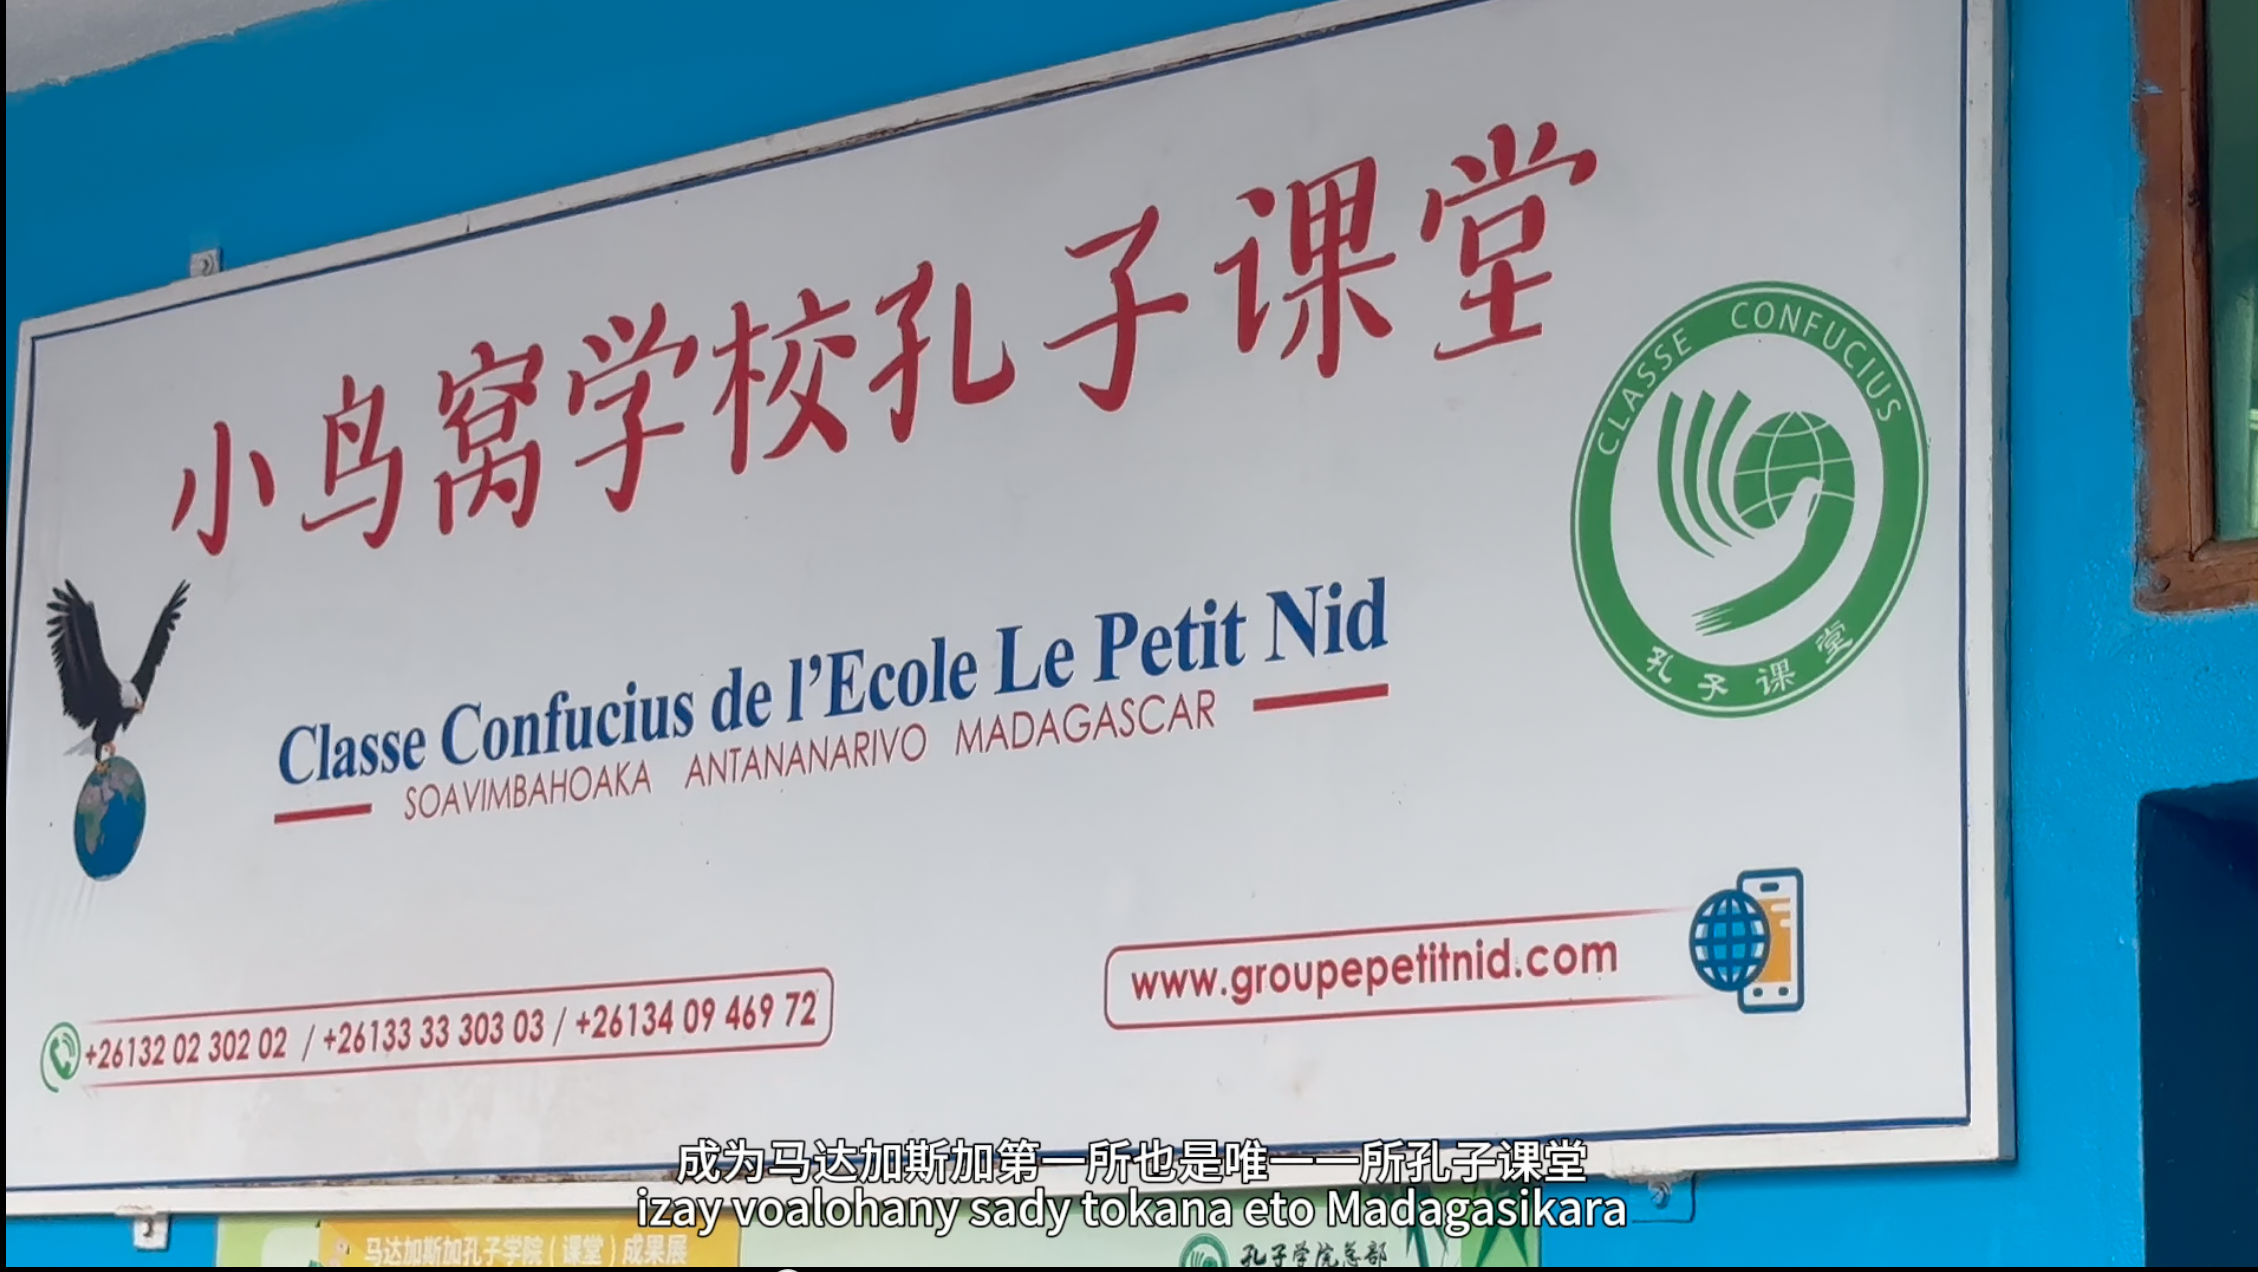 小鸟窝学校孔子课堂
CLASSE CONFUCIUS
孔子课堂
Classe Confucius de l'Ecole Le Petit Nid
SOAVIMBAHOAKA ANTANANARIVO MADAGASCAR
www.groupepetitnid.com
+26132 02 302 02 / +26133 33 303 03 / +26134 09 469 72
成为马达加斯加第一所也是唯一一所孔子课堂
izay voalohany sady tokana eto Madagasikara
马达加斯加孔子学院(课堂)成果展
孔子学院总部